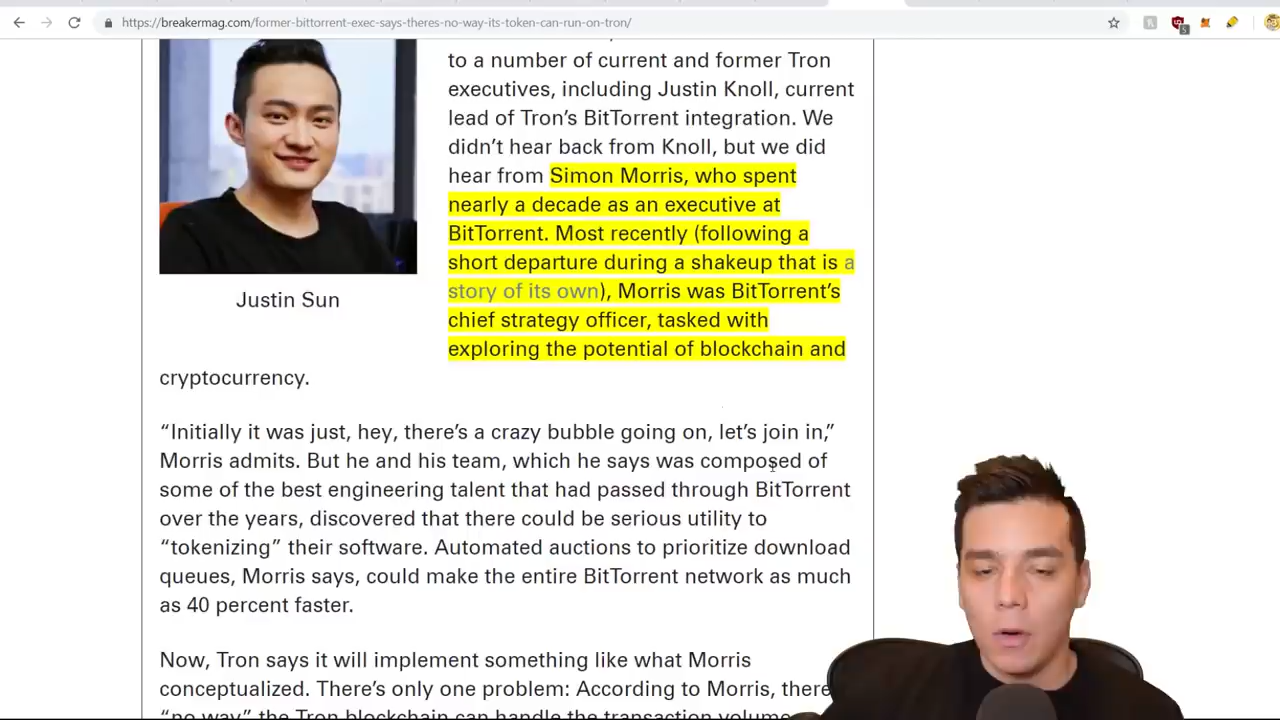 https://breakermag.com/former-bittorrent-exec-says-theres-no-way-its-token-can-run-on-tron/
5
to a number of current and former Tron
executives, including Justin Knoll, current
lead of Tron’s BitTorrent integration. We
didn’t hear back from Knoll, but we did
hear from Simon Morris, who spent
nearly a decade as an executive at
BitTorrent. Most recently (following a
short departure during a shakeup that is a
story of its own), Morris was BitTorrent’s
chief strategy officer, tasked with
exploring the potential of blockchain and
Justin Sun
cryptocurrency.
“Initially it was just, hey, there’s a crazy bubble going on, let’s join in,”
Morris admits. But he and his team, which he says was composed of
some of the best engineering talent that had passed through BitTorrent
over the years, discovered that there could be serious utility to
“tokenizing” their software. Automated auctions to prioritize download
queues, Morris says, could make the entire BitTorrent network as much
as 40 percent faster.
Now, Tron says it will implement something like what Morris
conceptualized. There’s only one problem: According to Morris, there
“no way” the Tron blockchain can handle the transaction volume